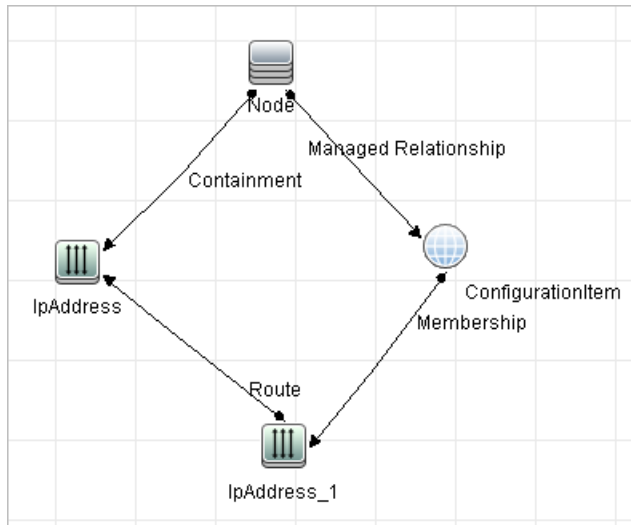 Node
Managed Relationship
Containment
ConfigurationItem
IpAddress
Membership
Route
IpAddress_1